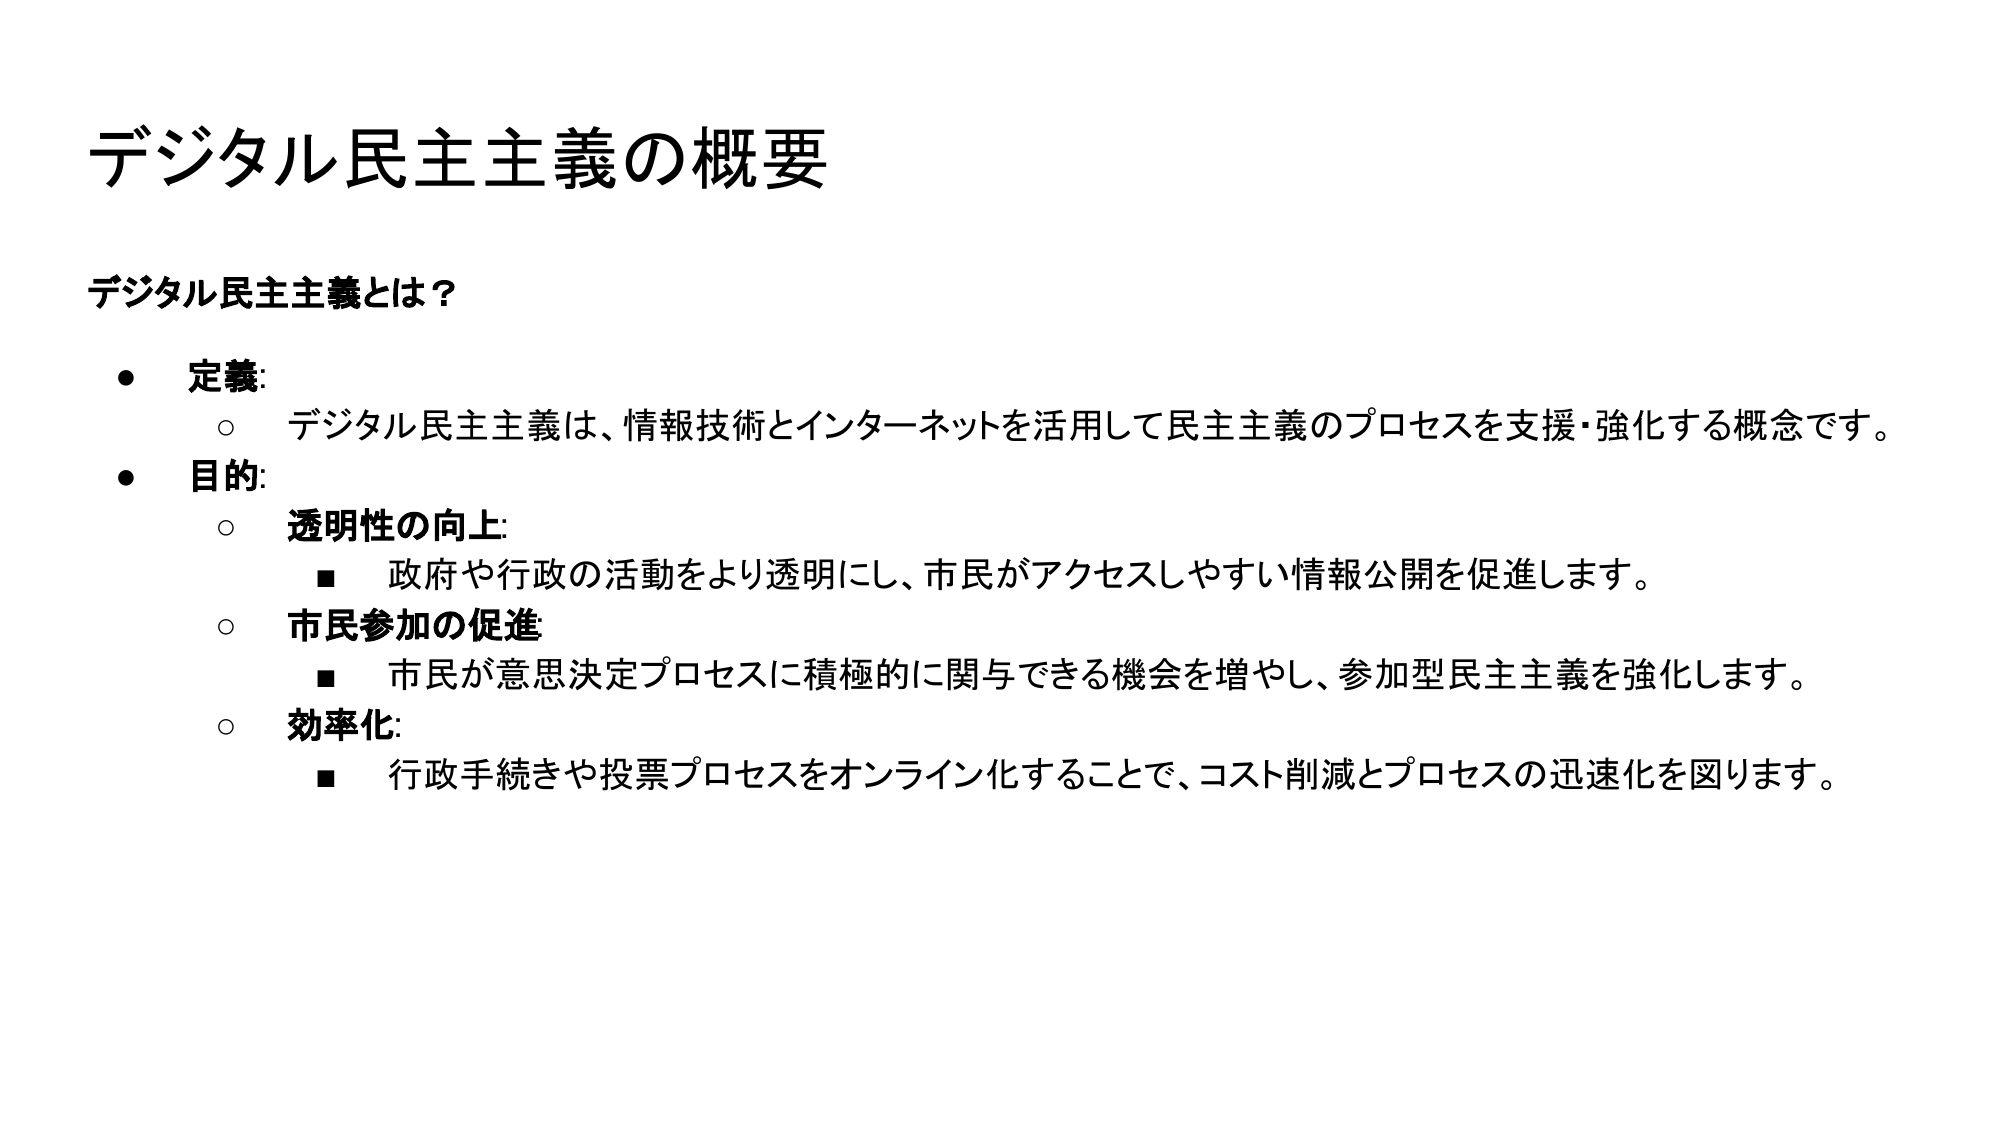 デジタル民主主義の概要
デジタル民主主義とは？
● 定義:
○ デジタル民主主義は、情報技術とインターネットを活用して民主主義のプロセスを支援・強化する概念です。
● 目的:
○ 透明性の向上:
■ 政府や行政の活動をより透明にし、市民がアクセスしやすい情報公開を促進します。
○ 市民参加の促進:
■ 市民が意思決定プロセスに積極的に関与できる機会を増やし、参加型民主主義を強化します。
○ 効率化:
■ 行政手続きや投票プロセスをオンライン化することで、コスト削減とプロセスの迅速化を図ります。